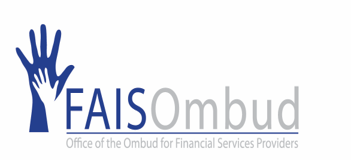 FAISOmbud
Office of the Ombud for Financial Services Providers